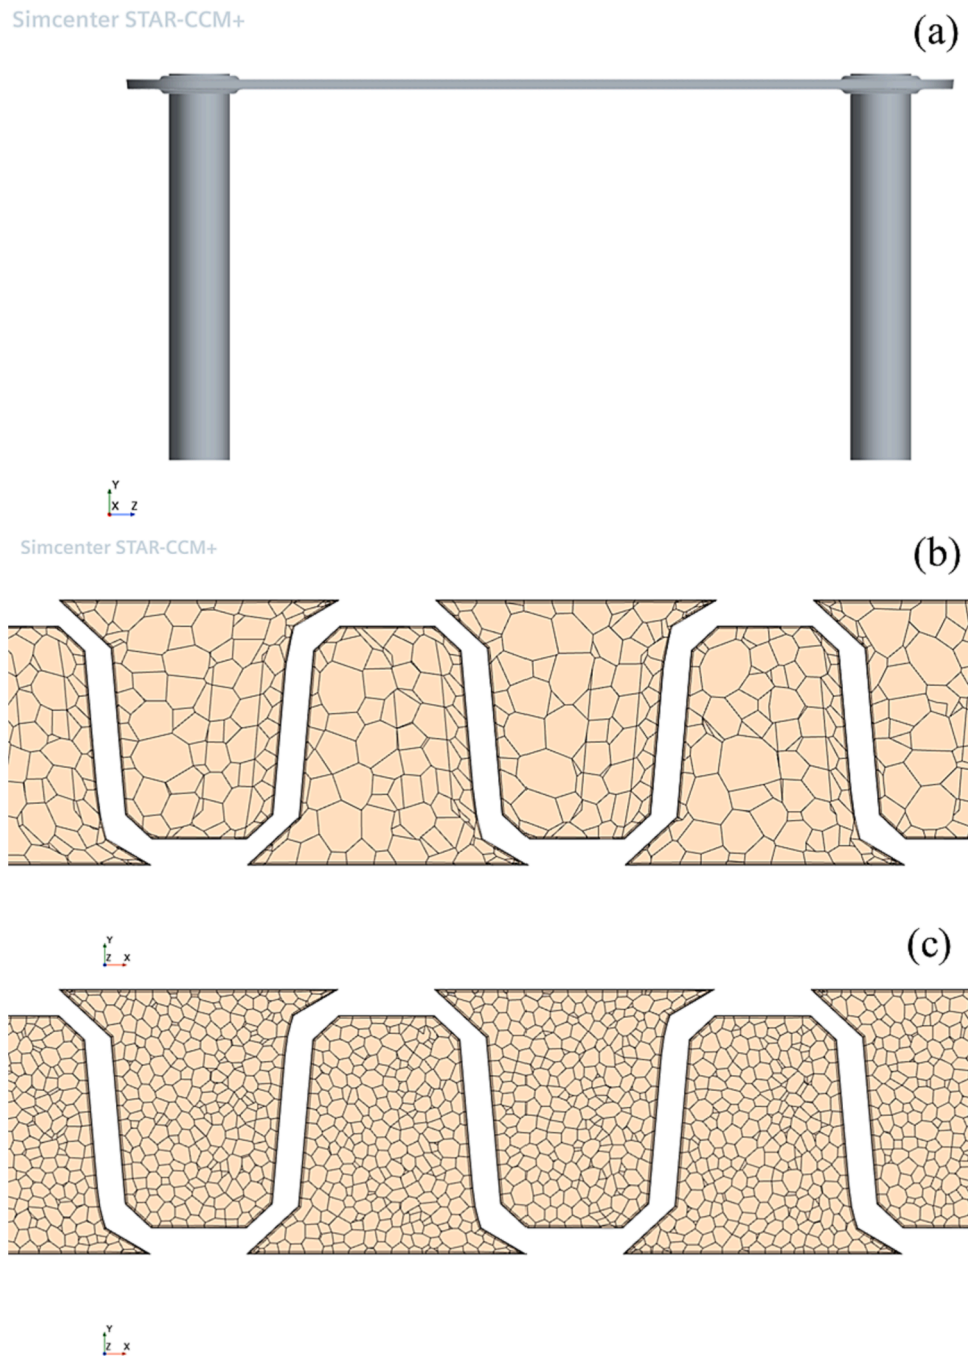 Simcenter STAR-CCM+
(a)
Y
X Z
Simcenter STAR-CCM+
(b)
Y
Z X
(c)
Y
Z X